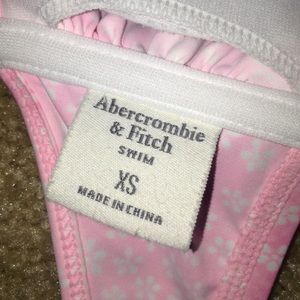 Abercrombie
& Fitch
SWIM
XS
MADE IN CHINA